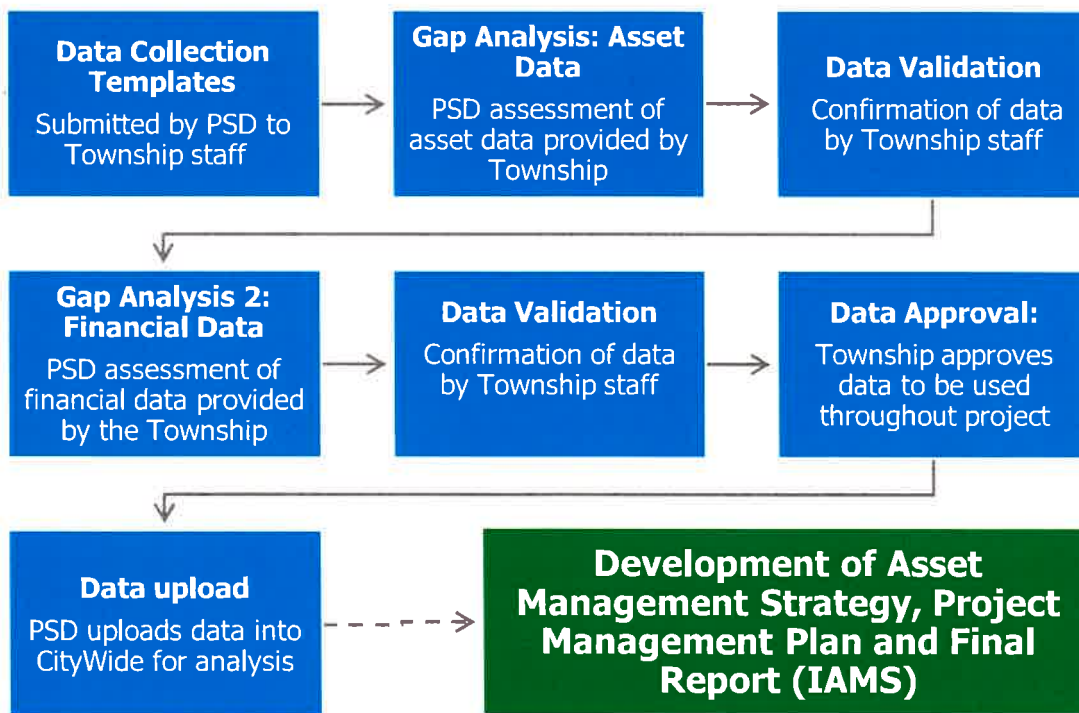 Data Collection
Templates
Submitted by PSD to
Township staff
Gap Analysis: Asset
Data
PSD assessment of
asset data provided by
Township
Data Validation
Confirmation of data
by Township staff
Gap Analysis 2:
Financial Data
PSD assessment of
financial data provided
by the Township
Data Validation
Confirmation of data
by Township staff
Data Approval:
Township approves
data to be used
throughout project
Data upload
PSD uploads data into
CityWide for analysis
Development of Asset
Management Strategy, Project
Management Plan and Final
Report (IAMS)